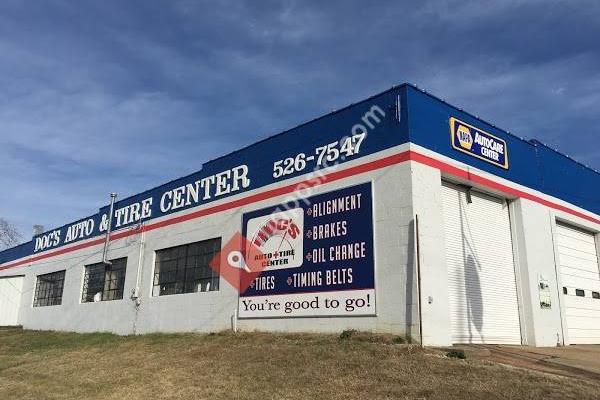 DOC'S AUTO & TIRE CENTER 526-7547
NAPA AUTOCARE CENTER
DOC'S
AUTO+TIRE
CENTER
+ALIGNMENT
+BRAKES
+OIL CHANGE
+TIRES +TIMING BELTS
You're good to go!